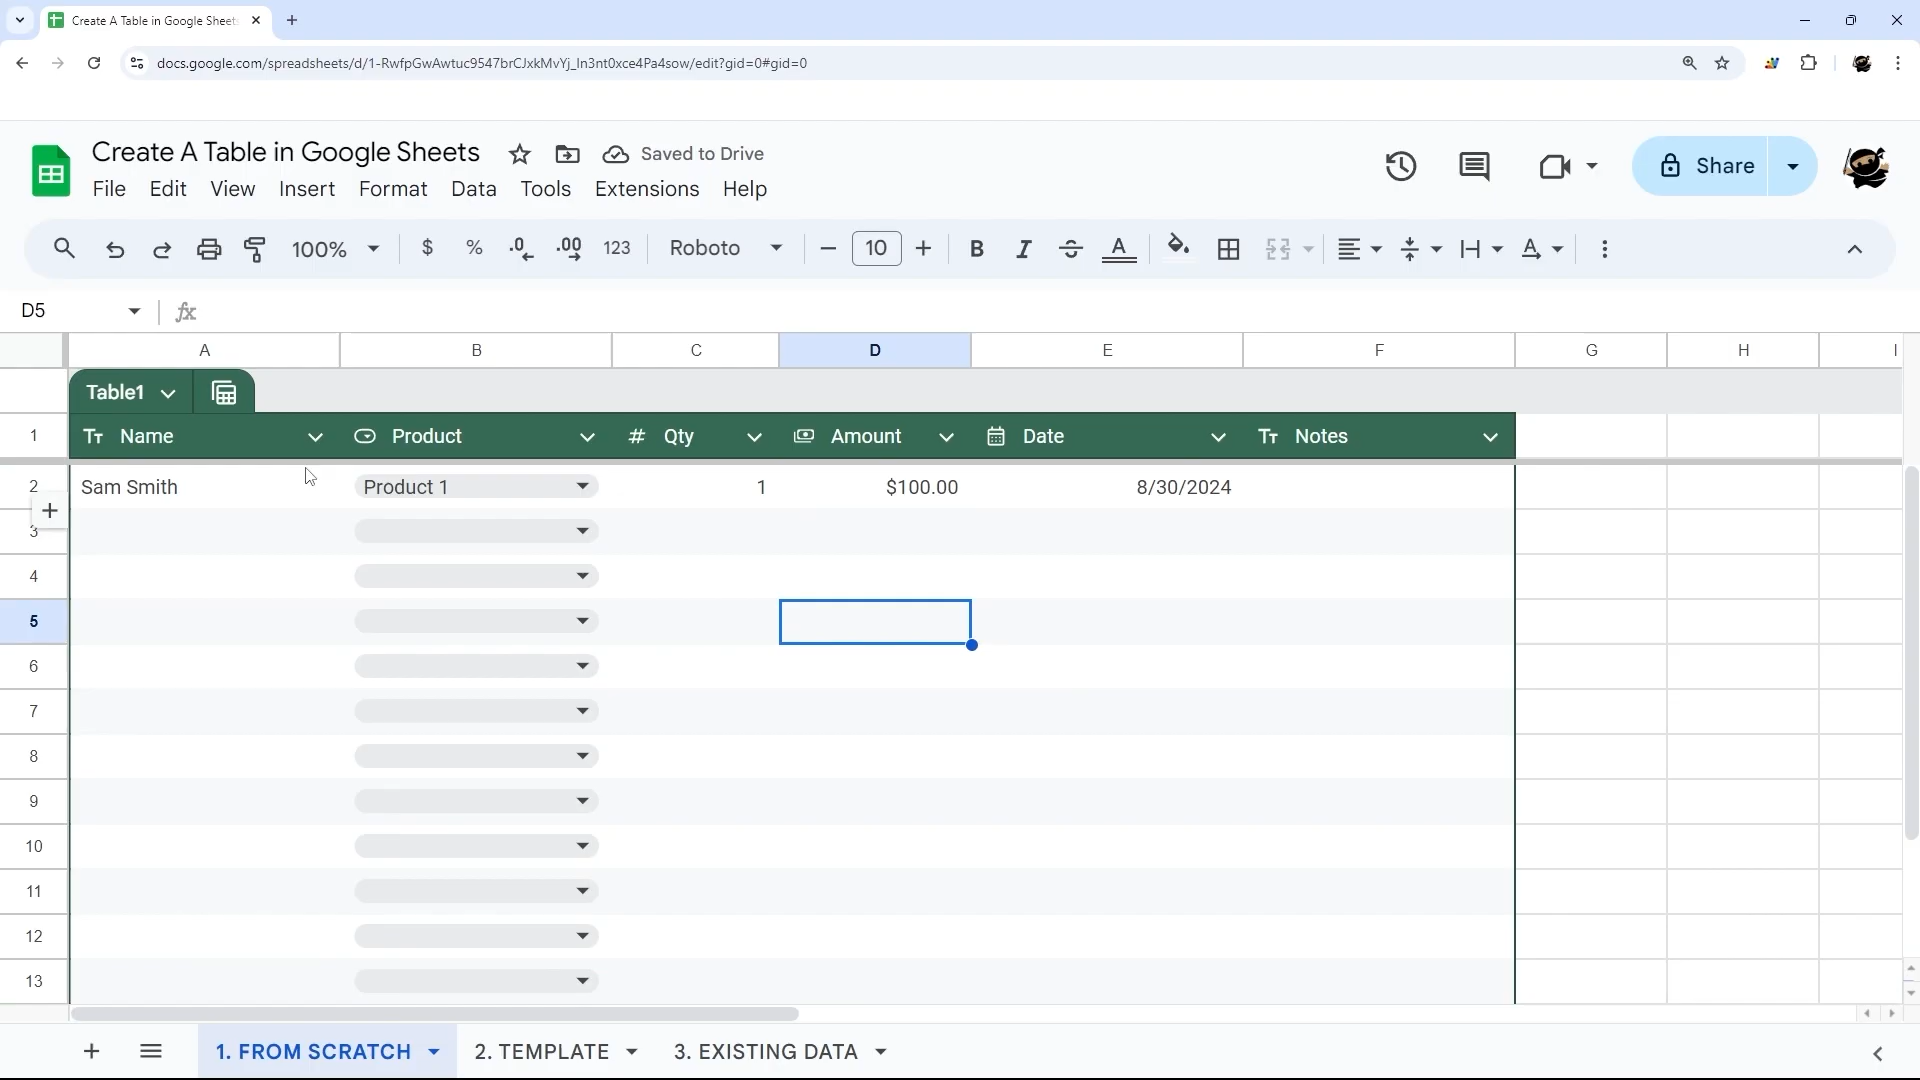 Create A Table in Google Sheets
docs.google.com/spreadsheets/d/1-RwfpGwAwtuc9547brCJxkMvYj_In3nt0xce4Pa4sow/edit?gid=0#gid=0
Create A Table in Google Sheets Saved to Drive
File Edit View Insert Format Data Tools Extensions Help
Share
100% $ % .0 .00 123 Roboto 10 B I S A
D5 fx
A B C D E F G H I
Table1
1 Name Product # Qty Amount Date Notes
2 Sam Smith Product 1 1 $100.00 8/30/2024
3
4
5
6
7
8
9
10
11
12
13
1. FROM SCRATCH 2. TEMPLATE 3. EXISTING DATA